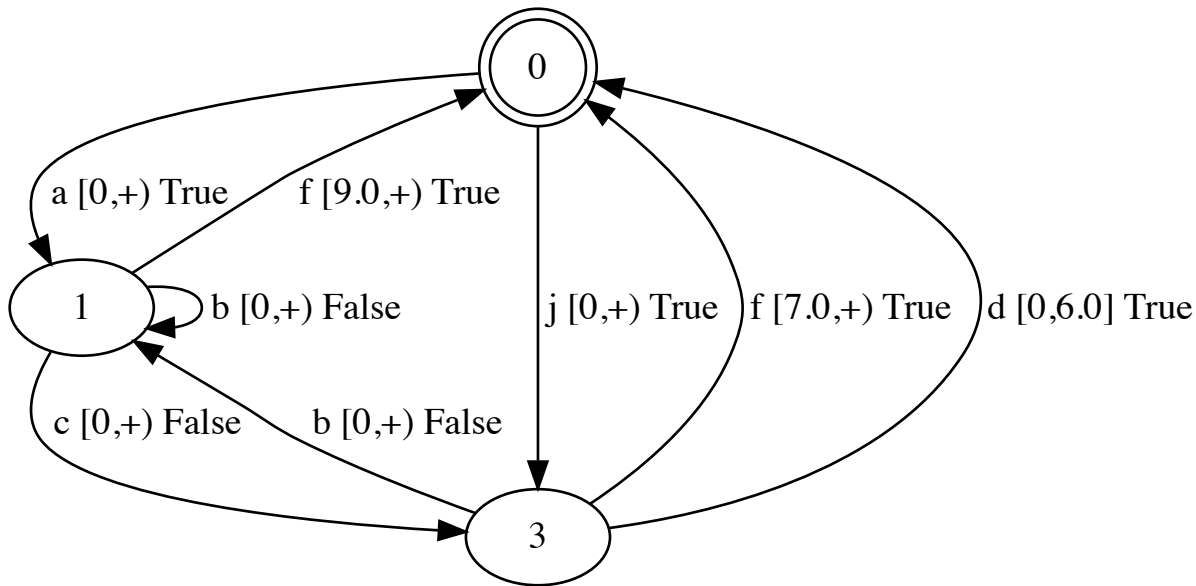 0
a [0,+) True
f [9.0,+) True
1
b [0,+) False
j [0,+) True
f [7.0,+) True
d [0,6.0] True
c [0,+) False
b [0,+) False
3